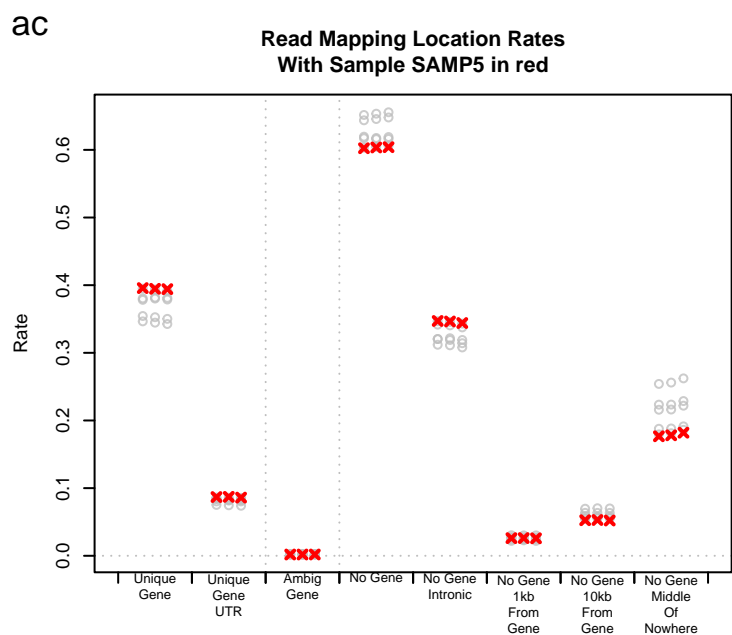 ac
Read Mapping Location Rates
With Sample SAMP5 in red
Rate
0.6
0.5
0.4
0.3
0.2
0.1
0.0
Unique
Gene
Unique
Gene
UTR
Ambig
Gene
No Gene
No Gene
Intronic
No Gene
1kb
From
Gene
No Gene
10kb
From
Gene
No Gene
Middle
Of
Nowhere